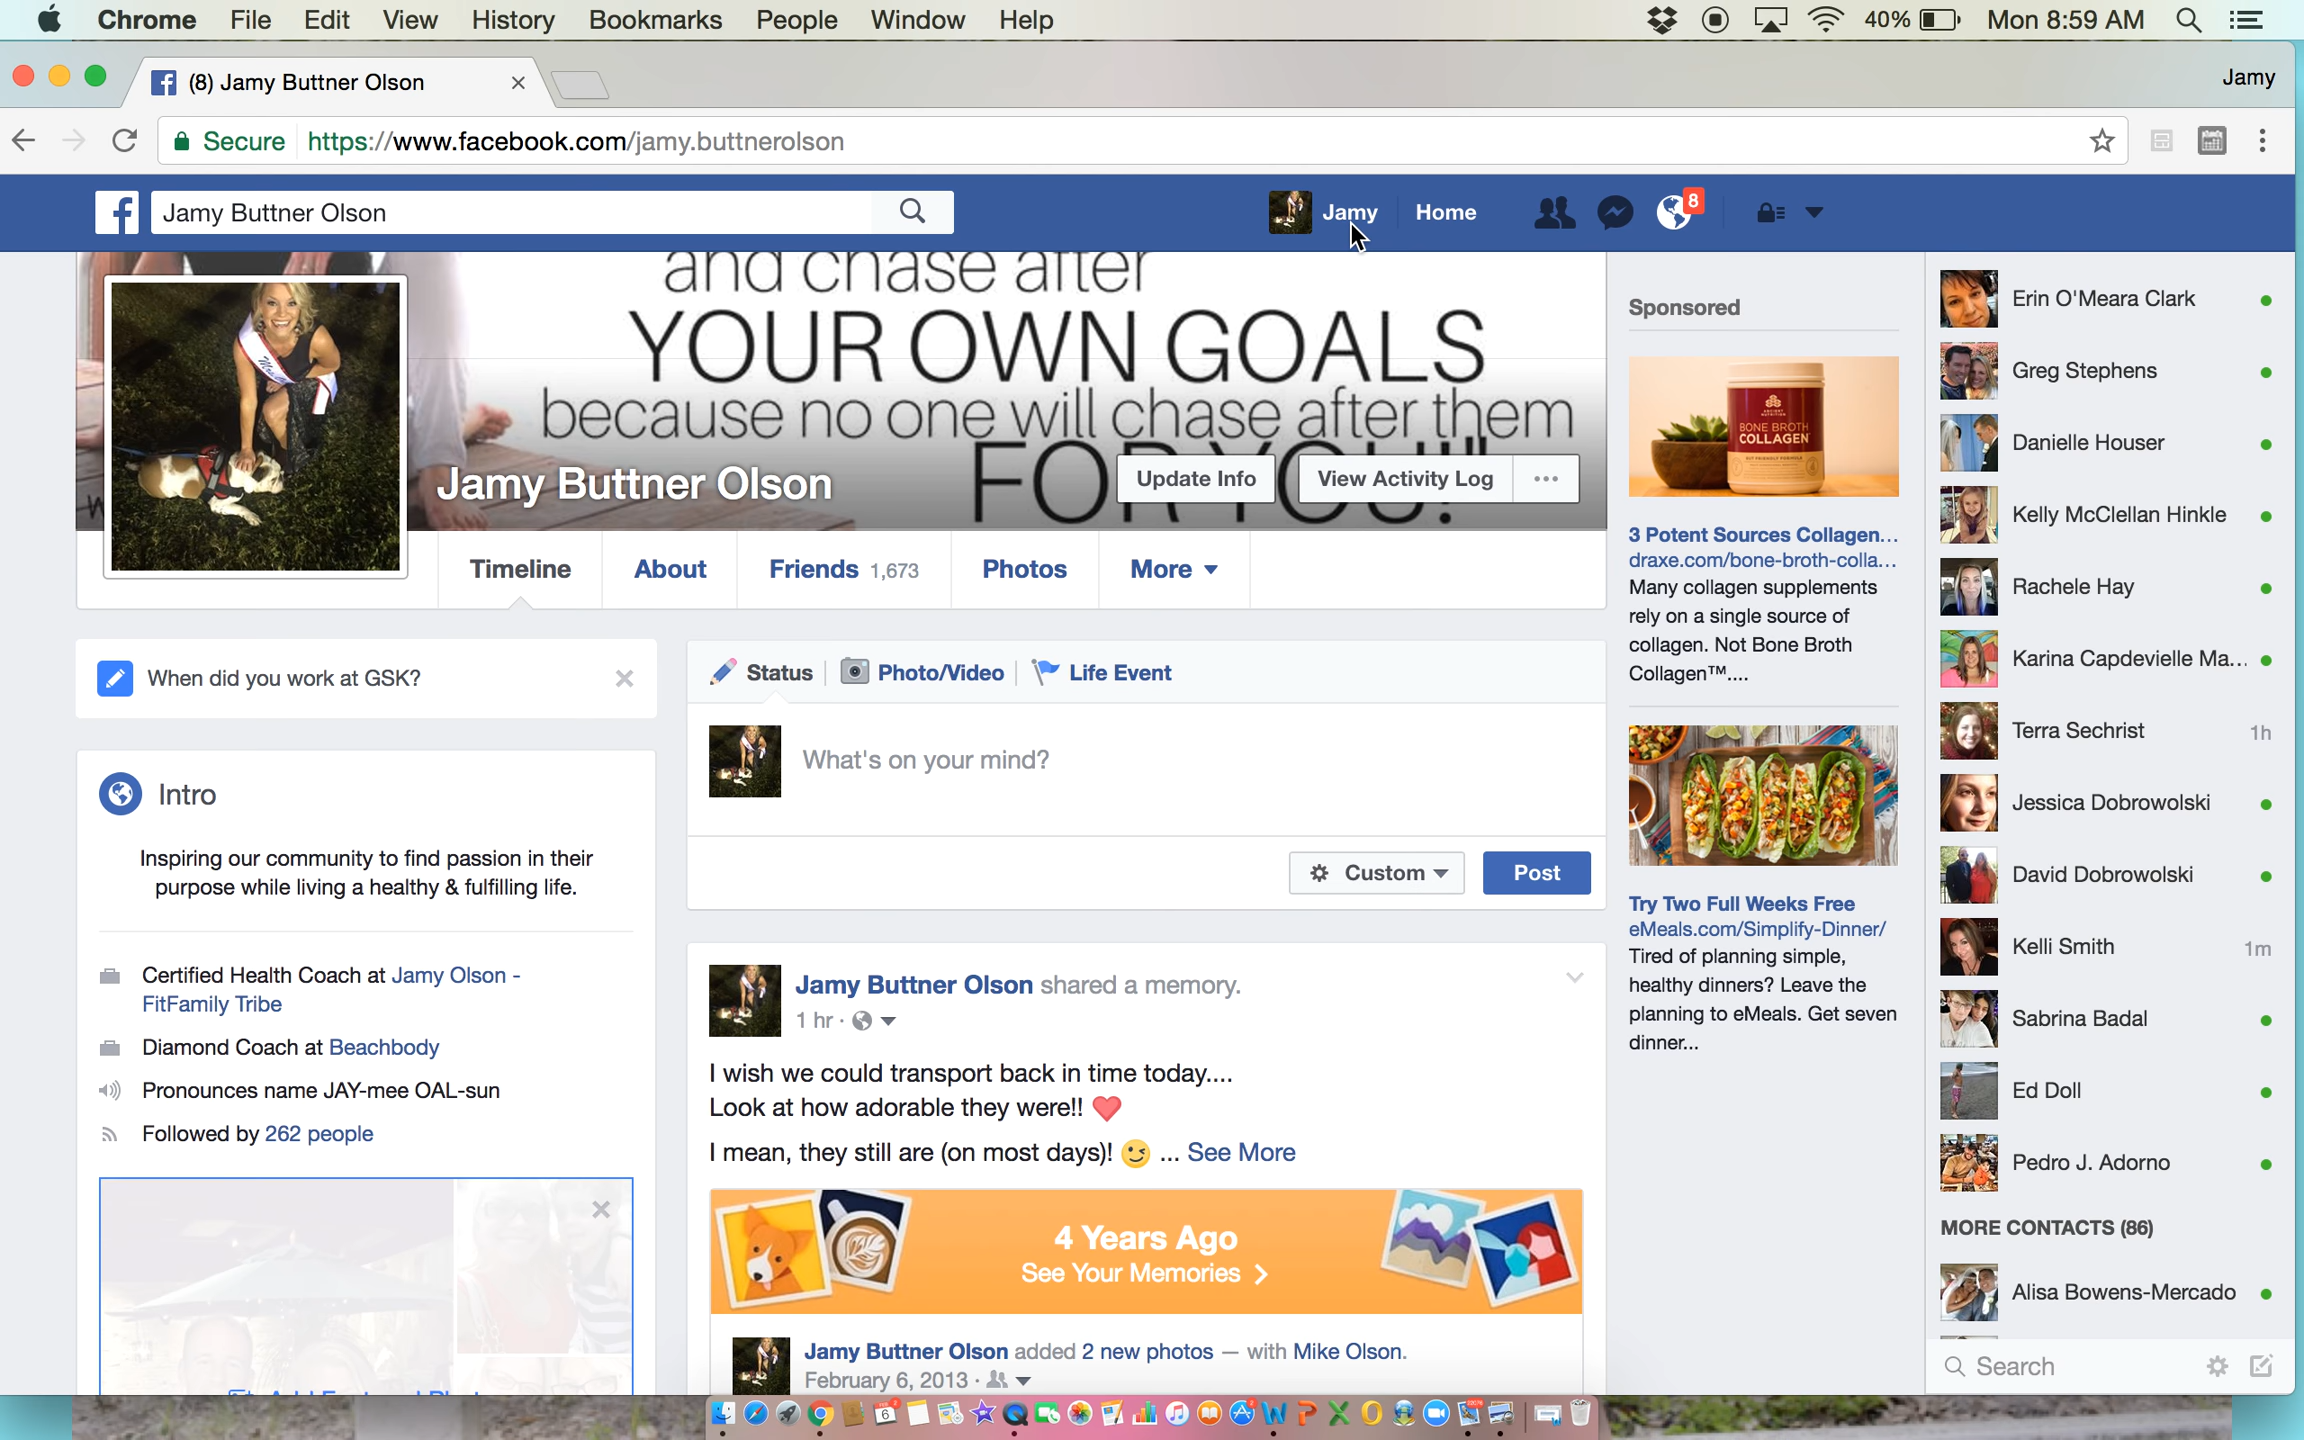 Chrome File Edit View History Bookmarks People Window Help
40% Mon 8:59 AM
(8) Jamy Buttner Olson
Jamy
Secure https://www.facebook.com/jamy.buttnerolson
Jamy Buttner Olson
Jamy Home 8
and chase after
YOUR OWN GOALS
because no one will chase after them
FOR YOU!!
Jamy Buttner Olson
Update Info View Activity Log ...
Timeline About Friends 1,673 Photos More
When did you work at GSK?
Intro
Inspiring our community to find passion in their
purpose while living a healthy & fulfilling life.
Certified Health Coach at Jamy Olson -
FitFamily Tribe
Diamond Coach at Beachbody
Pronounces name JAY-mee OAL-sun
Followed by 262 people
Status Photo/Video Life Event
What's on your mind?
Custom Post
Jamy Buttner Olson shared a memory.
1 hr ·
I wish we could transport back in time today....
Look at how adorable they were!! ❤️
I mean, they still are (on most days)! 😉 ... See More
4 Years Ago
See Your Memories
Jamy Buttner Olson added 2 new photos — with Mike Olson.
February 6, 2013 ·
Sponsored
BONE BROTH
COLLAGEN
3 Potent Sources Collagen...
draxe.com/bone-broth-colla...
Many collagen supplements
rely on a single source of
collagen. Not Bone Broth
Collagen™....
Try Two Full Weeks Free
eMeals.com/Simplify-Dinner/
Tired of planning simple,
healthy dinners? Leave the
planning to eMeals. Get seven
dinner...
Erin O'Meara Clark
Greg Stephens
Danielle Houser
Kelly McClellan Hinkle
Rachele Hay
Karina Capdevielle Ma...
Terra Sechrist 1h
Jessica Dobrowolski
David Dobrowolski
Kelli Smith 1m
Sabrina Badal
Ed Doll
Pedro J. Adorno
MORE CONTACTS (86)
Alisa Bowens-Mercado
Search